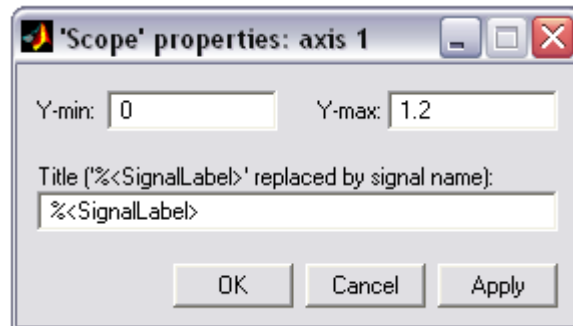 'Scope' properties: axis 1
Y-min: 0 Y-max: 1.2
Title ('%<SignalLabel>' replaced by signal name):
%<SignalLabel>
OK Cancel Apply